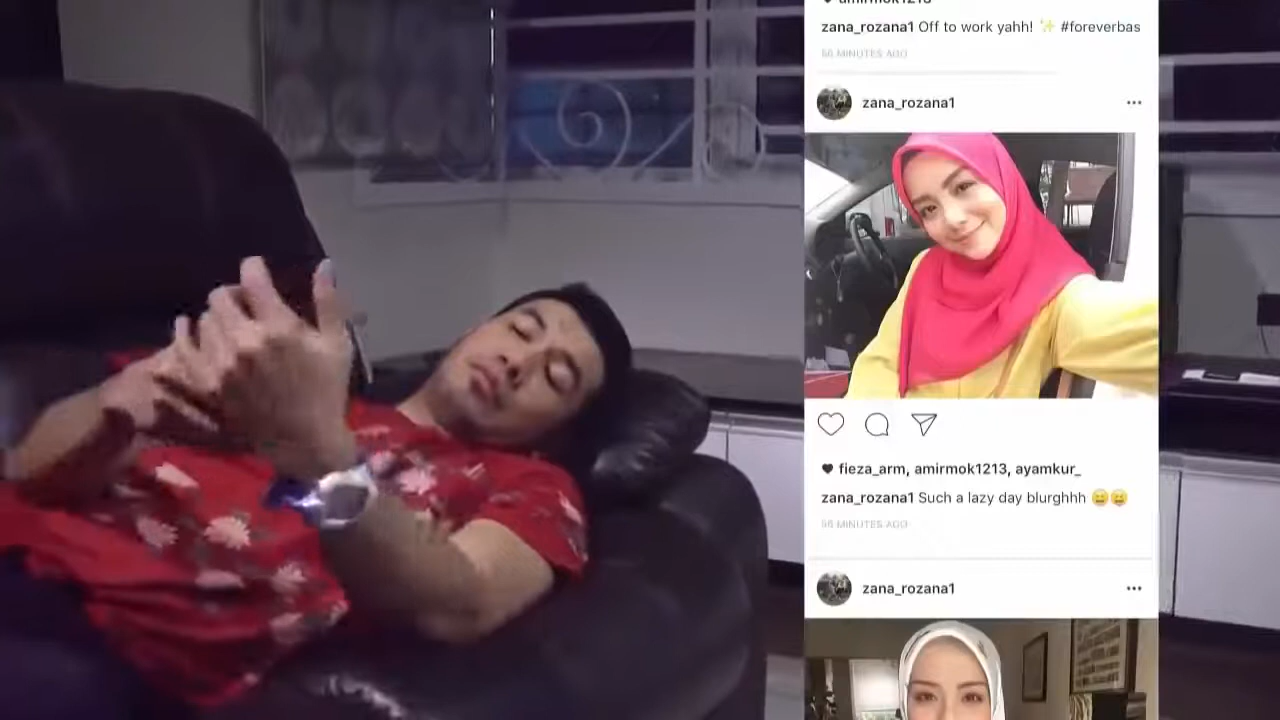 zana_rozana1 Off to work yahh! ✨ #foreverbas
56 MINUTES AGO
zana_rozana1
fieza_arm, amirmok1213, ayamkur_
zana_rozana1 Such a lazy day blurghhh 😄😝
56 MINUTES AGO
zana_rozana1